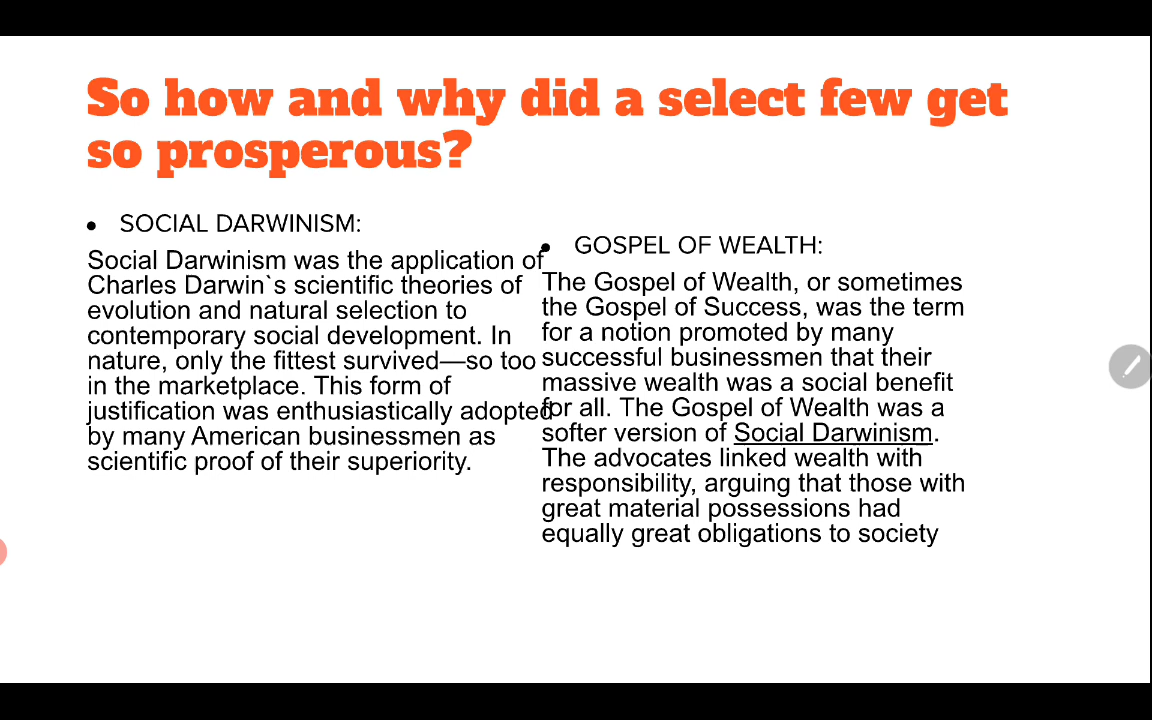 So how and why did a select few get
so prosperous?
● SOCIAL DARWINISM:
Social Darwinism was the application of
Charles Darwin`s scientific theories of
evolution and natural selection to
contemporary social development. In
nature, only the fittest survived—so too
in the marketplace. This form of
justification was enthusiastically adopted
by many American businessmen as
scientific proof of their superiority.
● GOSPEL OF WEALTH:
The Gospel of Wealth, or sometimes
the Gospel of Success, was the term
for a notion promoted by many
successful businessmen that their
massive wealth was a social benefit
for all. The Gospel of Wealth was a
softer version of Social Darwinism.
The advocates linked wealth with
responsibility, arguing that those with
great material possessions had
equally great obligations to society